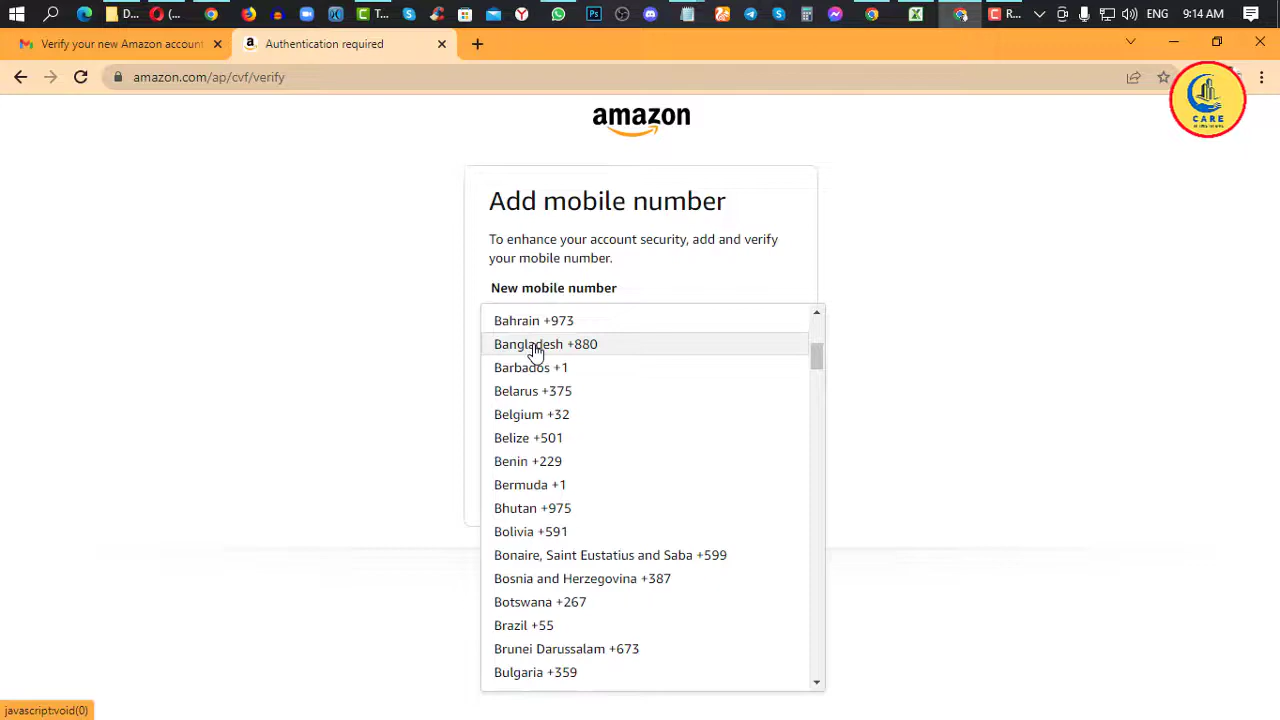 ENG 9:14 AM
Verify your new Amazon account
Authentication required
amazon.com/ap/cvf/verify
CARE
amazon
Add mobile number
To enhance your account security, add and verify
your mobile number.
New mobile number
Bahrain +973
Bangladesh +880
Barbados +1
Belarus +375
Belgium +32
Belize +501
Benin +229
Bermuda +1
Bhutan +975
Bolivia +591
Bonaire, Saint Eustatius and Saba +599
Bosnia and Herzegovina +387
Botswana +267
Brazil +55
Brunei Darussalam +673
Bulgaria +359
javascript:void(0)